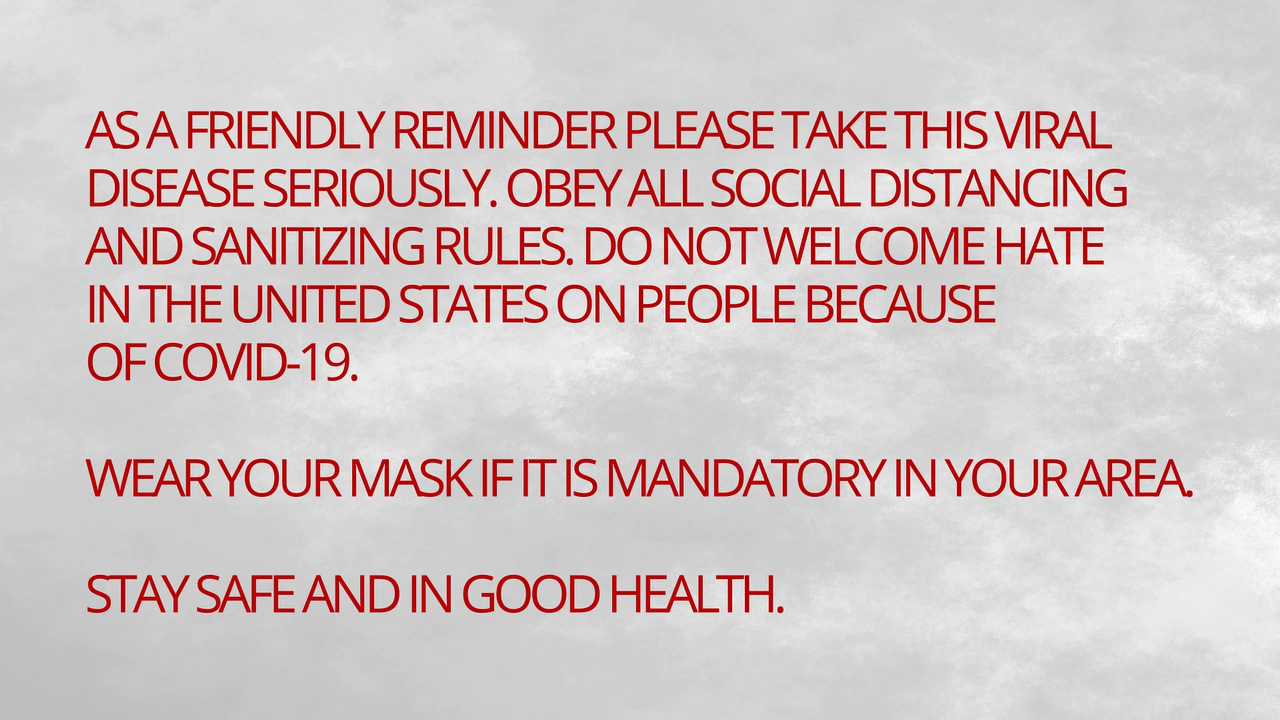 AS A FRIENDLY REMINDER PLEASE TAKE THIS VIRAL
DISEASE SERIOUSLY. OBEY ALL SOCIAL DISTANCING
AND SANITIZING RULES. DO NOT WELCOME HATE
IN THE UNITED STATES ON PEOPLE BECAUSE
OF COVID-19.
WEAR YOUR MASK IF IT IS MANDATORY IN YOUR AREA.
STAY SAFE AND IN GOOD HEALTH.